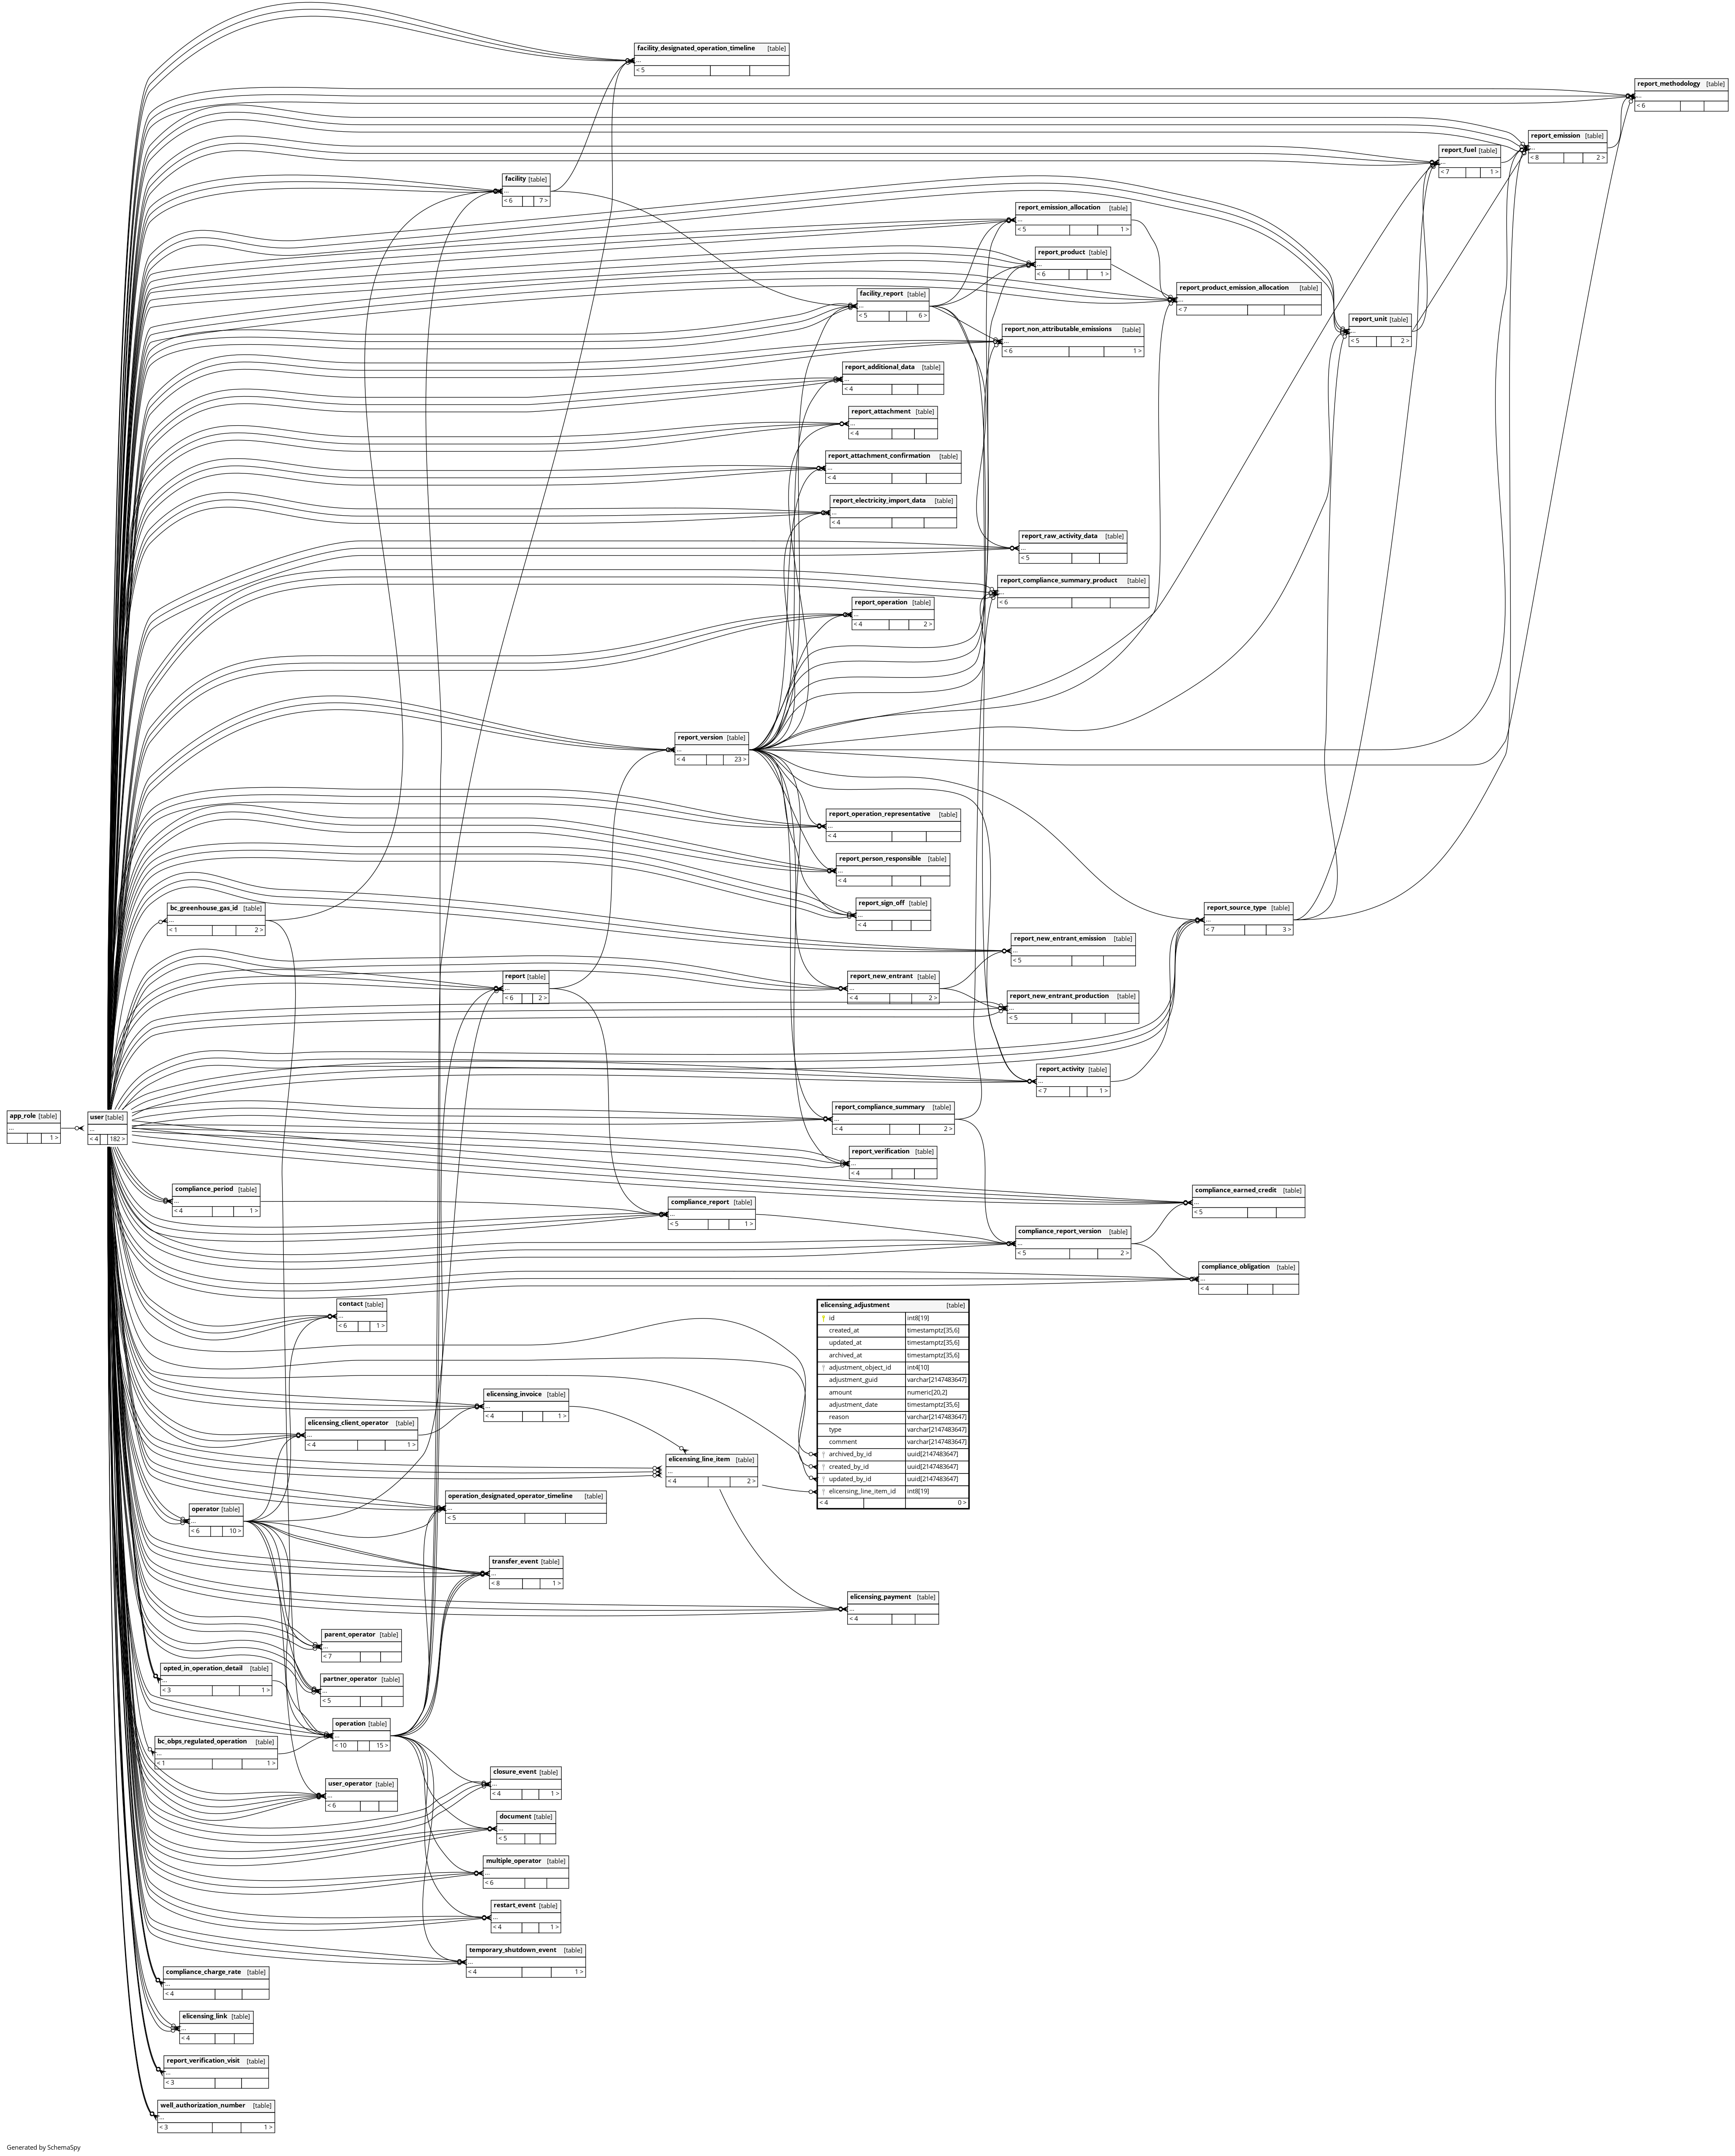 facility_designated_operation_timeline [table]
...
< 5
report_methodology [table]
...
< 6
report_emission [table]
...
< 8 2 >
report_fuel [table]
...
< 7 1 >
facility [table]
...
< 6 7 >
report_emission_allocation [table]
...
< 5 1 >
report_product [table]
...
< 6 1 >
report_product_emission_allocation [table]
...
< 7
facility_report [table]
...
< 5 6 >
report_unit [table]
...
< 5 2 >
report_non_attributable_emissions [table]
...
< 6 1 >
report_additional_data [table]
...
< 4
report_attachment [table]
...
< 4
report_attachment_confirmation [table]
...
< 4
report_electricity_import_data [table]
...
< 4
report_raw_activity_data [table]
...
< 5
report_compliance_summary_product [table]
...
< 6
report_operation [table]
...
< 4 2 >
report_version [table]
...
< 4 23 >
report_operation_representative [table]
...
< 4
report_person_responsible [table]
...
< 4
report_sign_off [table]
...
< 4
bc_greenhouse_gas_id [table]
...
< 1 2 >
report_source_type [table]
...
< 7 3 >
report_new_entrant_emission [table]
...
< 5
report [table]
...
< 6 2 >
report_new_entrant [table]
...
< 4 2 >
report_new_entrant_production [table]
...
< 5
report_activity [table]
...
< 7 1 >
app_role [table]
...
1 >
user [table]
...
< 4 182 >
report_compliance_summary [table]
...
< 4 2 >
report_verification [table]
...
< 4
compliance_period [table]
...
< 4 1 >
compliance_report [table]
...
< 5 1 >
compliance_earned_credit [table]
...
< 5
compliance_report_version [table]
...
< 5 2 >
compliance_obligation [table]
...
< 4
contact [table]
...
< 6 1 >
elicensing_adjustment [table]
id int8[19]
created_at timestamptz[35,6]
updated_at timestamptz[35,6]
archived_at timestamptz[35,6]
adjustment_object_id int4[10]
adjustment_guid varchar[2147483647]
amount numeric[20,2]
adjustment_date timestamptz[35,6]
reason varchar[2147483647]
type varchar[2147483647]
comment varchar[2147483647]
archived_by_id uuid[2147483647]
created_by_id uuid[2147483647]
updated_by_id uuid[2147483647]
elicensing_line_item_id int8[19]
< 4 0 >
elicensing_invoice [table]
...
< 4 1 >
elicensing_client_operator [table]
...
< 4 1 >
elicensing_line_item [table]
...
< 4 2 >
operation_designated_operator_timeline [table]
...
< 5
operator [table]
...
< 6 10 >
transfer_event [table]
...
< 8 1 >
elicensing_payment [table]
...
< 4
parent_operator [table]
...
< 7
opted_in_operation_detail [table]
...
< 3 1 >
partner_operator [table]
...
< 5
operation [table]
...
< 10 15 >
bc_obps_regulated_operation [table]
...
< 1 1 >
user_operator [table]
...
< 6
closure_event [table]
...
< 4 1 >
document [table]
...
< 5
multiple_operator [table]
...
< 6
restart_event [table]
...
< 4 1 >
temporary_shutdown_event [table]
...
< 4 1 >
compliance_charge_rate [table]
...
< 4
elicensing_link [table]
...
< 4
report_verification_visit [table]
...
< 3
well_authorization_number [table]
...
< 3 1 >
Generated by SchemaSpy